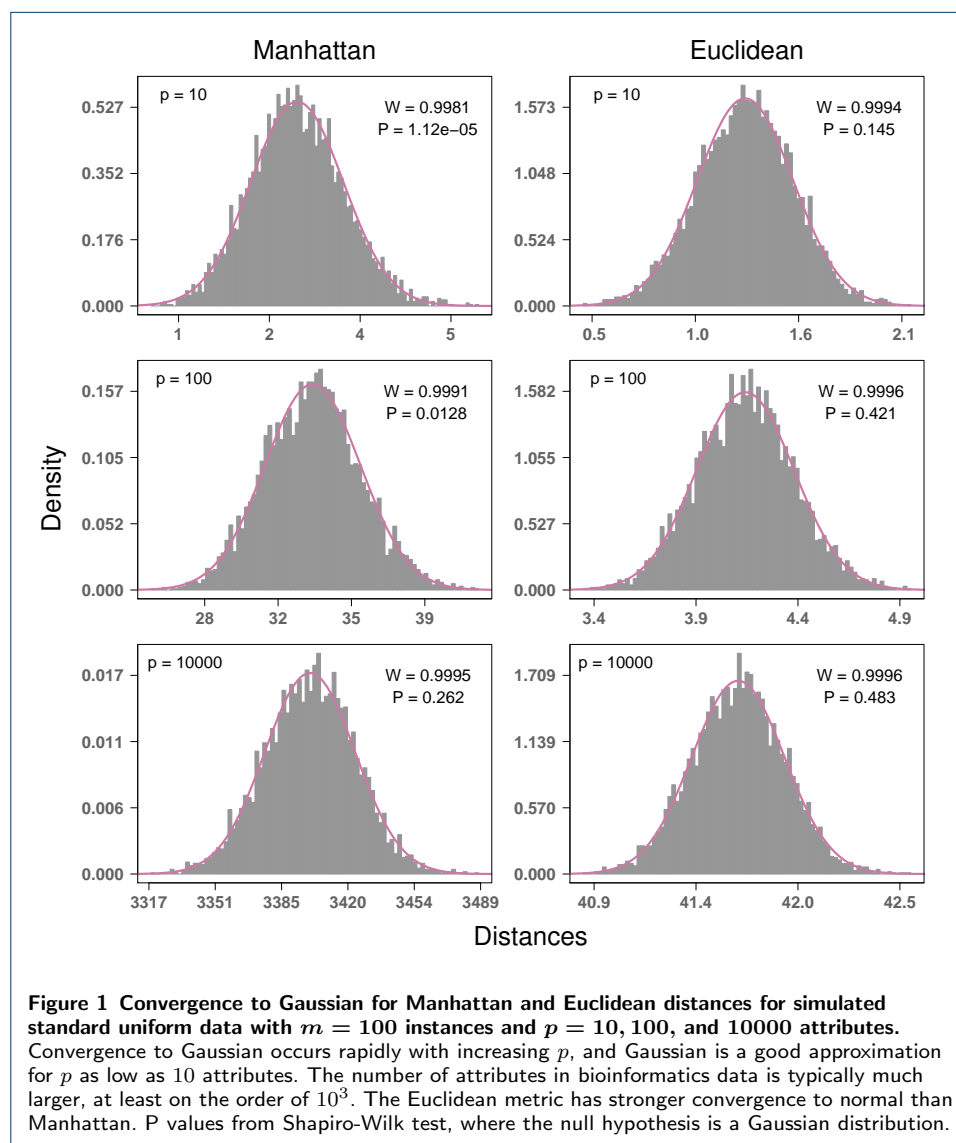 Manhattan
Euclidean
p = 10
W = 0.9981
P = 1.12e−05
0.527
0.352
0.176
0.000
1 2 4 5
p = 10
W = 0.9994
P = 0.145
1.573
1.048
0.524
0.000
0.5 1.0 1.6 2.1
p = 100
W = 0.9991
P = 0.0128
0.157
0.105
0.052
0.000
28 32 35 39
p = 100
W = 0.9996
P = 0.421
1.582
1.055
0.527
0.000
3.4 3.9 4.4 4.9
Density
p = 10000
W = 0.9995
P = 0.262
0.017
0.011
0.006
0.000
3317 3351 3385 3420 3454 3489
p = 10000
W = 0.9996
P = 0.483
1.709
1.139
0.570
0.000
40.9 41.4 42.0 42.5
Distances
Figure 1 Convergence to Gaussian for Manhattan and Euclidean distances for simulated
standard uniform data with m = 100 instances and p = 10, 100, and 10000 attributes.
Convergence to Gaussian occurs rapidly with increasing p, and Gaussian is a good approximation
for p as low as 10 attributes. The number of attributes in bioinformatics data is typically much
larger, at least on the order of 10³. The Euclidean metric has stronger convergence to normal than
Manhattan. P values from Shapiro-Wilk test, where the null hypothesis is a Gaussian distribution.